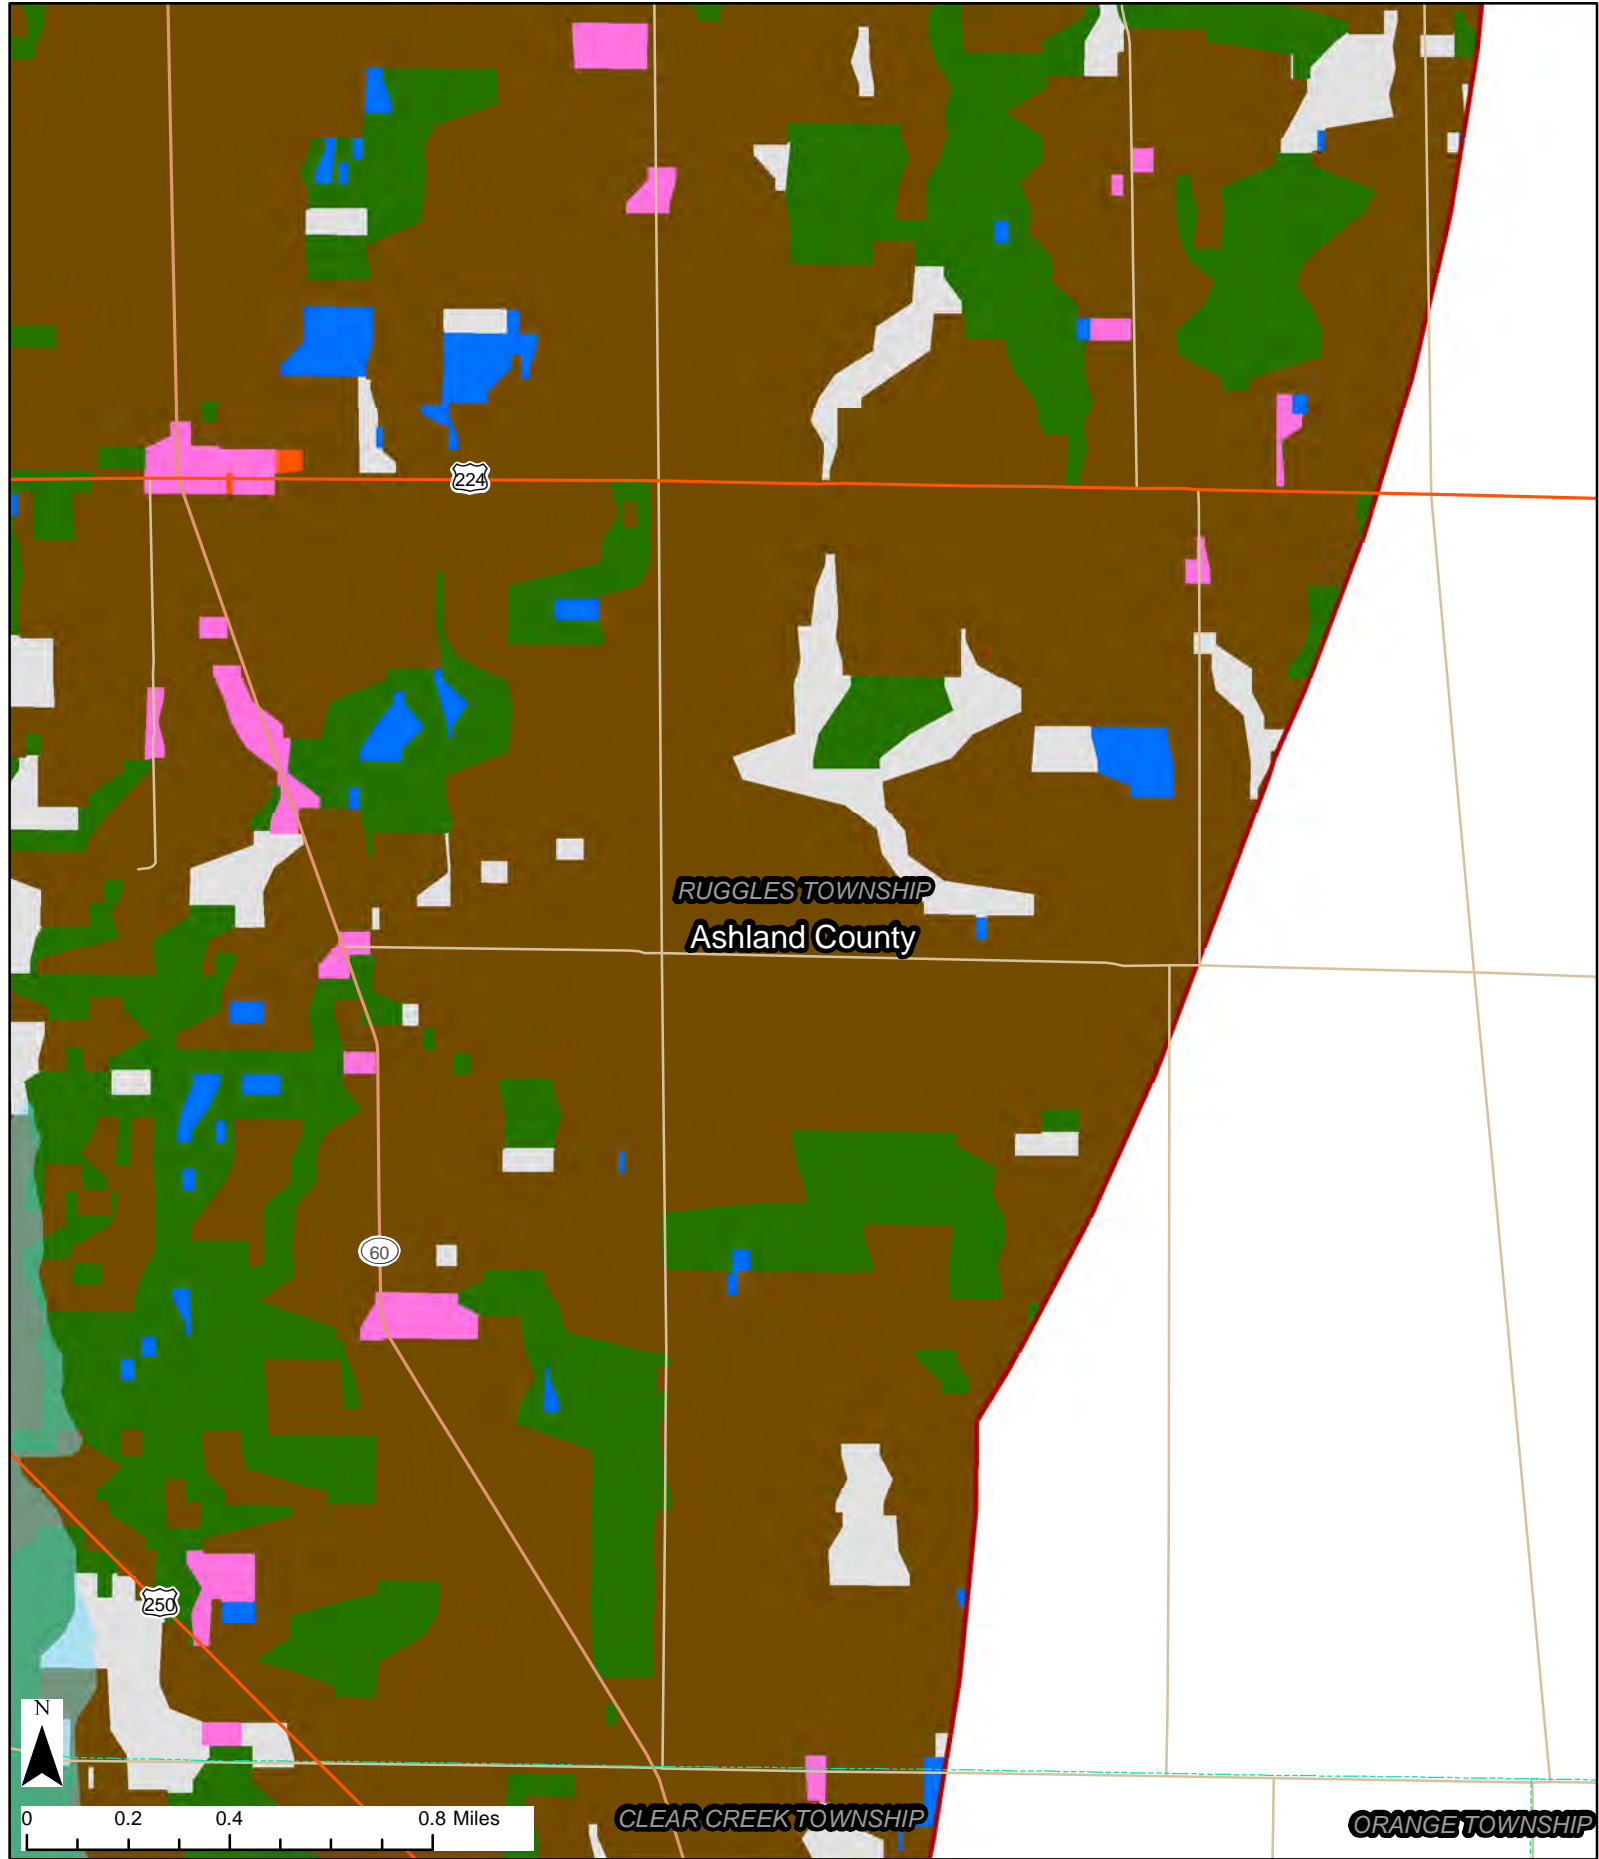 224
RUGGLES TOWNSHIP
Ashland County
60
250
N
0 0.2 0.4 0.8 Miles
CLEAR CREEK TOWNSHIP
ORANGE TOWNSHIP